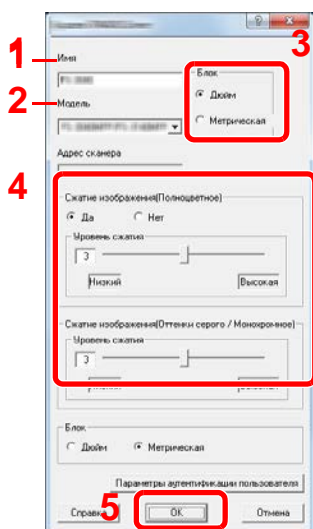 3
1 Имя
Блок
Дюйм
2 Модель
Метрическая
Адрес сканера
4
Сжатие изображения(Полноцветное)
Да Нет
Уровень сжатия
3
Низкий Высокая
Сжатие изображения(Оттенки серого / Монохромное)
Уровень сжатия
3
Блок
Дюйм Метрическая
Параметры аутентификации пользователя
5
Справка OK Отмена